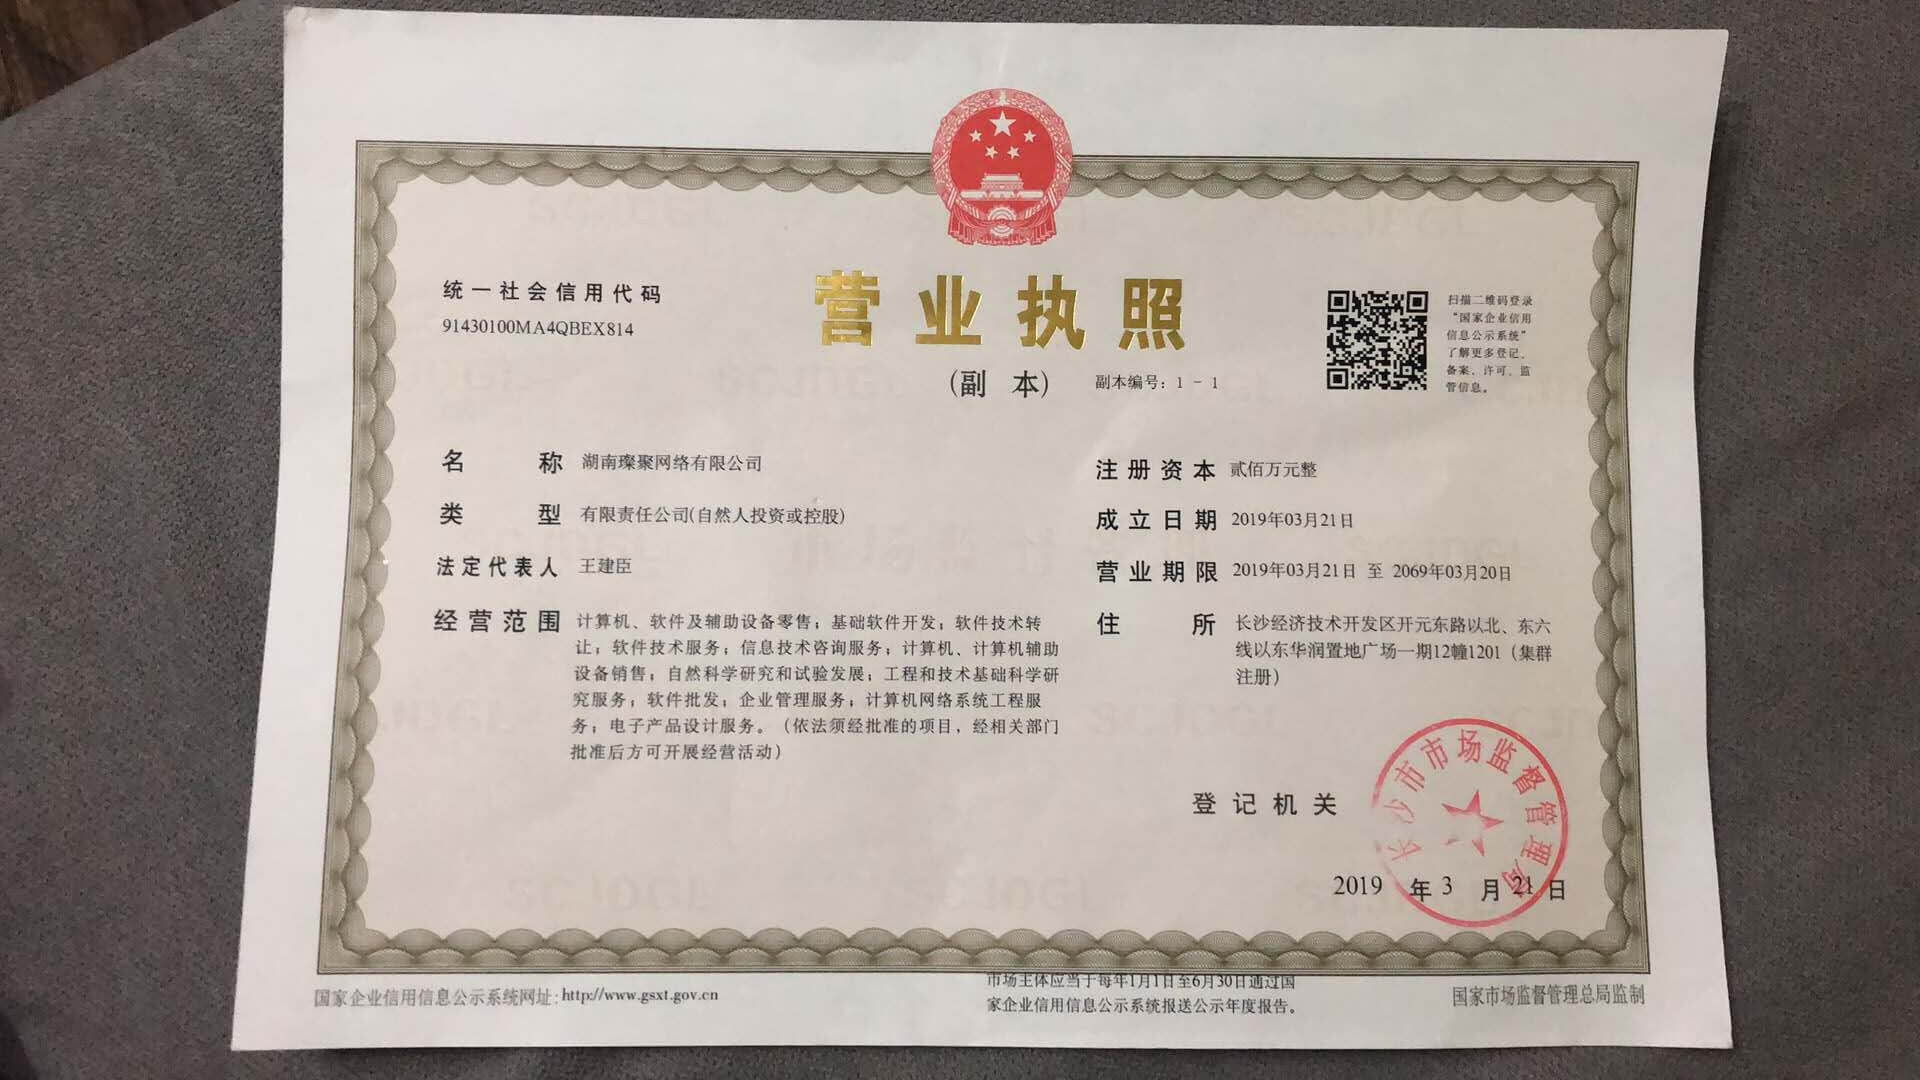 统一社会信用代码
91430100MA4QBEX814
营业执照
(副 本) 副本编号：1 - 1
扫描二维码登录
“国家企业信用
信息公示系统”
了解更多登记、
备案、许可、监
管信息。
名 称 湖南璨聚网络有限公司
类 型 有限责任公司(自然人投资或控股)
法定代表人 王建臣
经营范围 计算机、软件及辅助设备零售；基础软件开发；软件技术转
让；软件技术服务；信息技术咨询服务；计算机、计算机辅助
设备销售；自然科学研究和试验发展；工程和技术基础科学研
究服务；软件批发；企业管理服务；计算机网络系统工程服
务；电子产品设计服务。（依法须经批准的项目，经相关部门
批准后方可开展经营活动）
注册资本 贰佰万元整
成立日期 2019年03月21日
营业期限 2019年03月21日 至 2069年03月20日
住 所 长沙经济技术开发区开元东路以北、东六
线以东华润置地广场一期12幢1201（集群
注册）
登记机关
长沙市市场监督管理局
2019 年 3 月 21 日
国家企业信用信息公示系统网址：http://www.gsxt.gov.cn
市场主体应当于每年1月1日至6月30日通过国
家企业信用信息公示系统报送公示年度报告。
国家市场监督管理总局监制